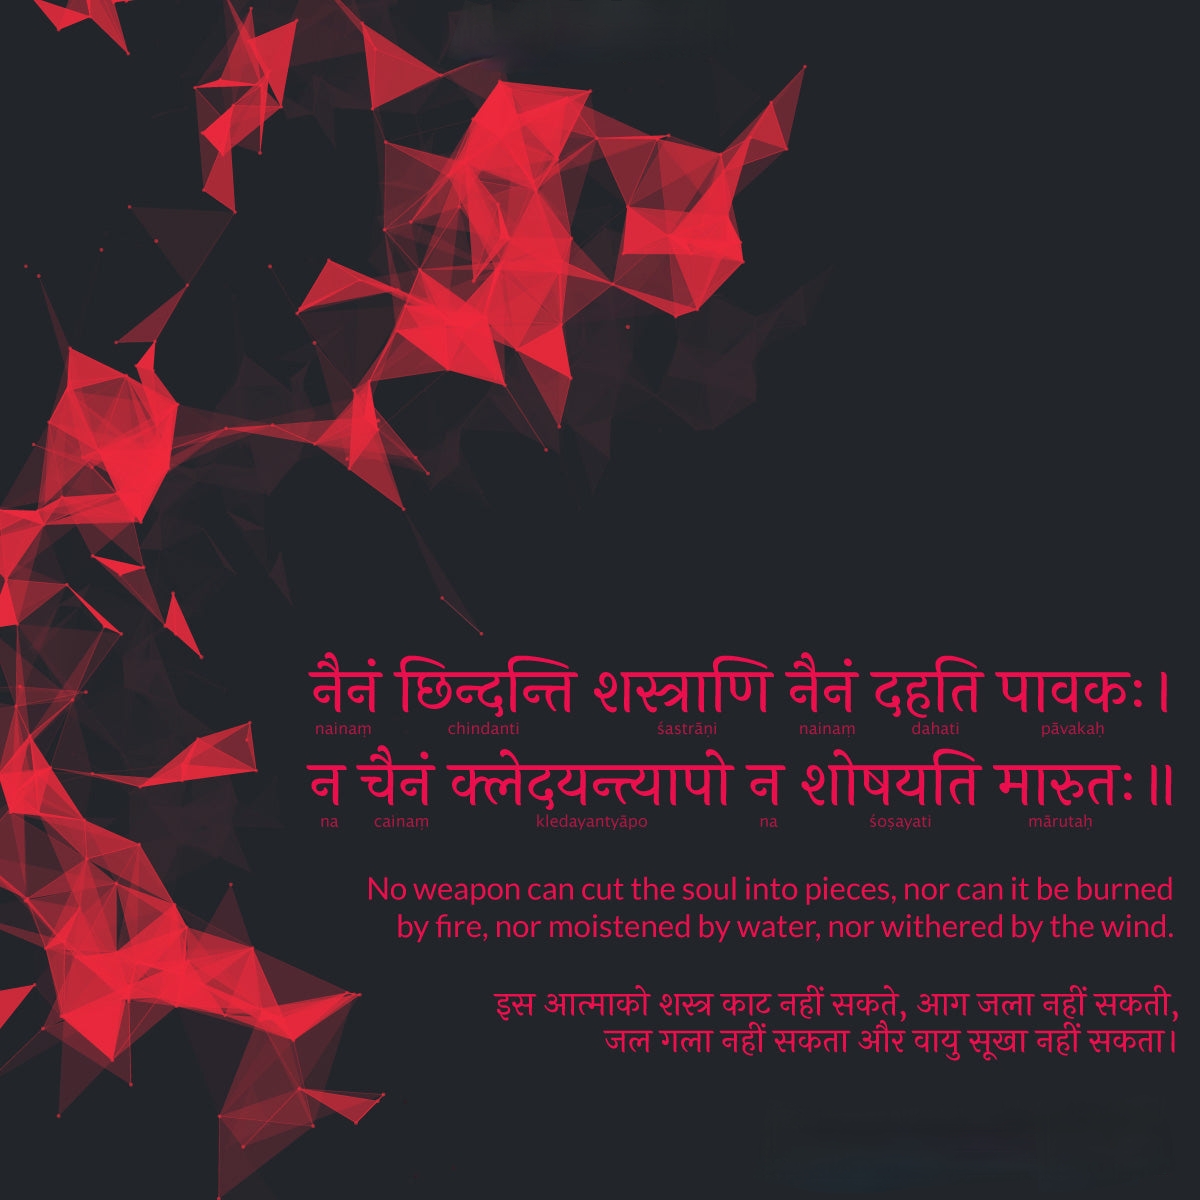 नैनं छिन्दन्ति शस्त्राणि नैनं दहति पावकः।
nainaṃ chindanti śastrāṇi nainaṃ dahati pāvakaḥ
न चैनं क्लेदयन्त्यापो न शोषयति मारुतः॥
na cainaṃ kledayantyāpo na śoṣayati mārutaḥ
No weapon can cut the soul into pieces, nor can it be burned
by fire, nor moistened by water, nor withered by the wind.
इस आत्माको शस्त्र काट नहीं सकते, आग जला नहीं सकती,
जल गला नहीं सकता और वायु सूखा नहीं सकता।